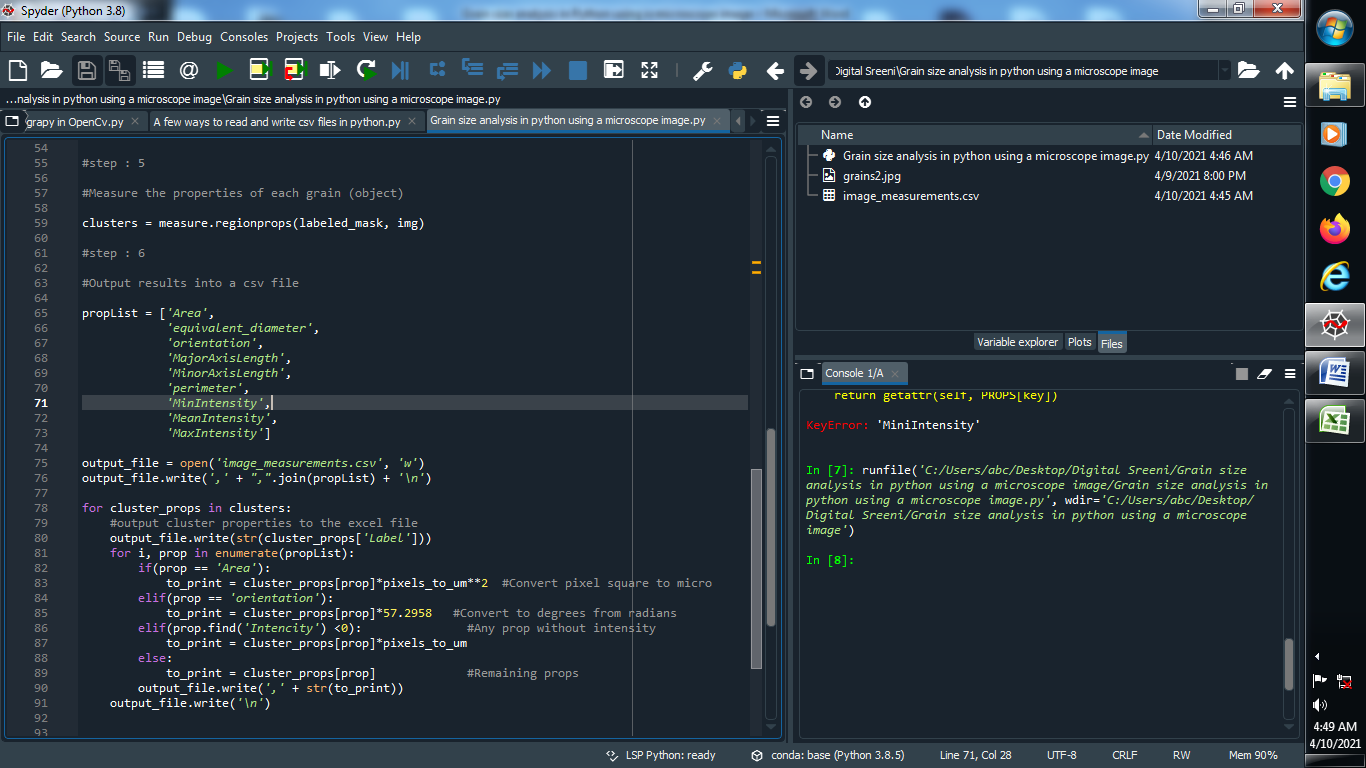 Spyder (Python 3.8)
File Edit Search Source Run Debug Consoles Projects Tools View Help
Digital Sreeni\Grain size analysis in python using a microscope image
...nalysis in python using a microscope image\Grain size analysis in python using a microscope image.py
grapy in OpenCv.py A few ways to read and write csv files in python.py Grain size analysis in python using a microscope image.py
54
55 #step : 5
56
57 #Measure the properties of each grain (object)
58
59 clusters = measure.regionprops(labeled_mask, img)
60
61 #step : 6
62
63 #Output results into a csv file
64
65 propList = ['Area',
66 'equivalent_diameter',
67 'orientation',
68 'MajorAxisLength',
69 'MinorAxisLength',
70 'perimeter',
71 'MinIntensity',
72 'MeanIntensity',
73 'MaxIntensity']
74
75 output_file = open('image_measurements.csv', 'w')
76 output_file.write(',' + ",".join(propList) + '\n')
77
78 for cluster_props in clusters:
79 #output cluster properties to the excel file
80 output_file.write(str(cluster_props['Label']))
81 for i, prop in enumerate(propList):
82 if(prop == 'Area'):
83 to_print = cluster_props[prop]*pixels_to_um**2 #Convert pixel square to micro
84 elif(prop == 'orientation'):
85 to_print = cluster_props[prop]*57.2958 #Convert to degrees from radians
86 elif(prop.find('Intencity') <0): #Any prop without intensity
87 to_print = cluster_props[prop]*pixels_to_um
88 else:
89 to_print = cluster_props[prop] #Remaining props
90 output_file.write(',' + str(to_print))
91 output_file.write('\n')
92
93
Name Date Modified
Grain size analysis in python using a microscope image.py 4/10/2021 4:46 AM
grains2.jpg 4/9/2021 8:00 PM
image_measurements.csv 4/10/2021 4:45 AM
Variable explorer Plots Files
Console 1/A
return getattr(self, PROPS[key])
KeyError: 'MiniIntensity'
In [7]: runfile('C:/Users/abc/Desktop/Digital Sreeni/Grain size
analysis in python using a microscope image/Grain size analysis in
python using a microscope image.py', wdir='C:/Users/abc/Desktop/
Digital Sreeni/Grain size analysis in python using a microscope
image')
In [8]:
LSP Python: ready conda: base (Python 3.8.5) Line 71, Col 28 UTF-8 CRLF RW Mem 90%
4:49 AM
4/10/2021